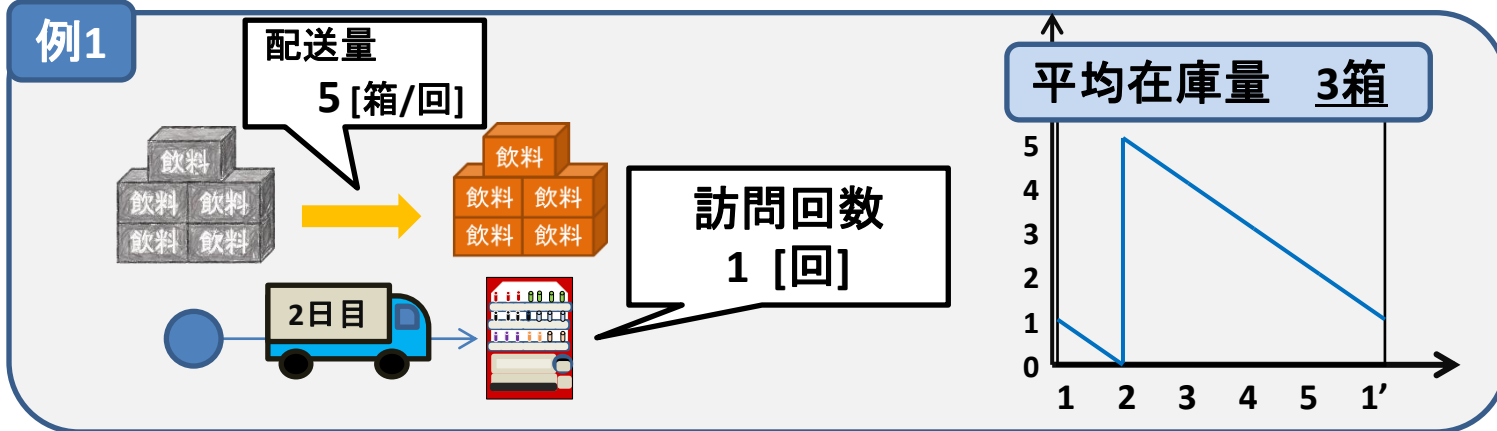 例1
配送量
5 [箱/回]
飲料
飲料 飲料
飲料 飲料
飲料
飲料 飲料
飲料 飲料
2日目
訪問回数
1 [回]
平均在庫量 3箱
5
4
3
2
1
0
1 2 3 4 5 1’